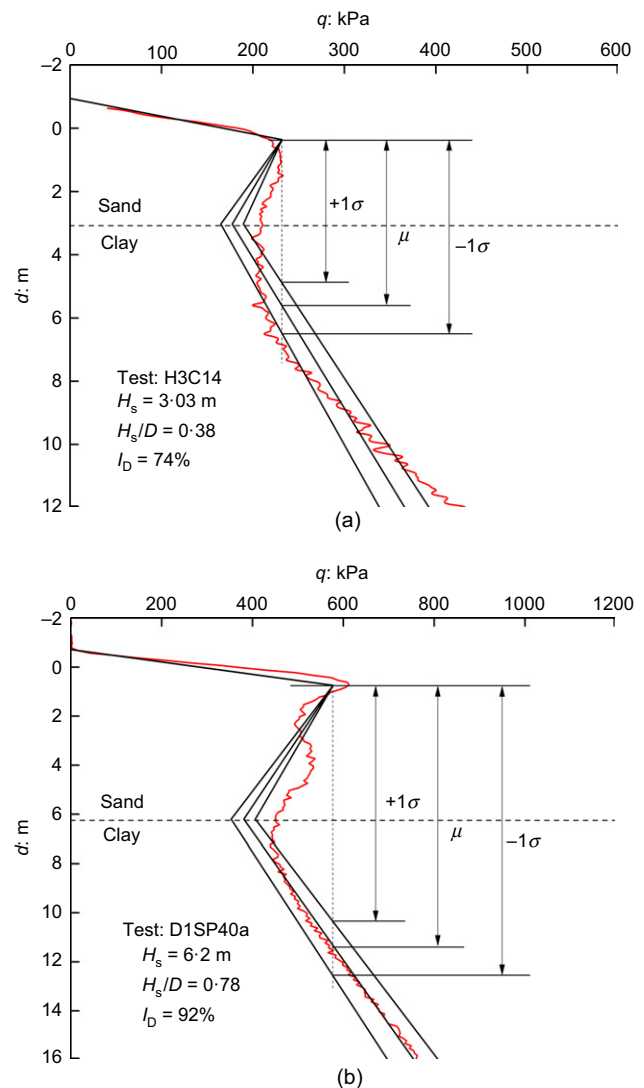 q: kPa
0 100 200 300 400 500 600
−2
0
2
4
6
8
10
12
d: m
Sand
Clay
+1σ
μ
−1σ
Test: H3C14
Hs = 3·03 m
Hs/D = 0·38
ID = 74%
(a)
q: kPa
0 200 400 600 800 1000 1200
−2
0
2
4
6
8
10
12
14
16
d: m
Sand
Clay
+1σ
μ
−1σ
Test: D1SP40a
Hs = 6·2 m
Hs/D = 0·78
ID = 92%
(b)